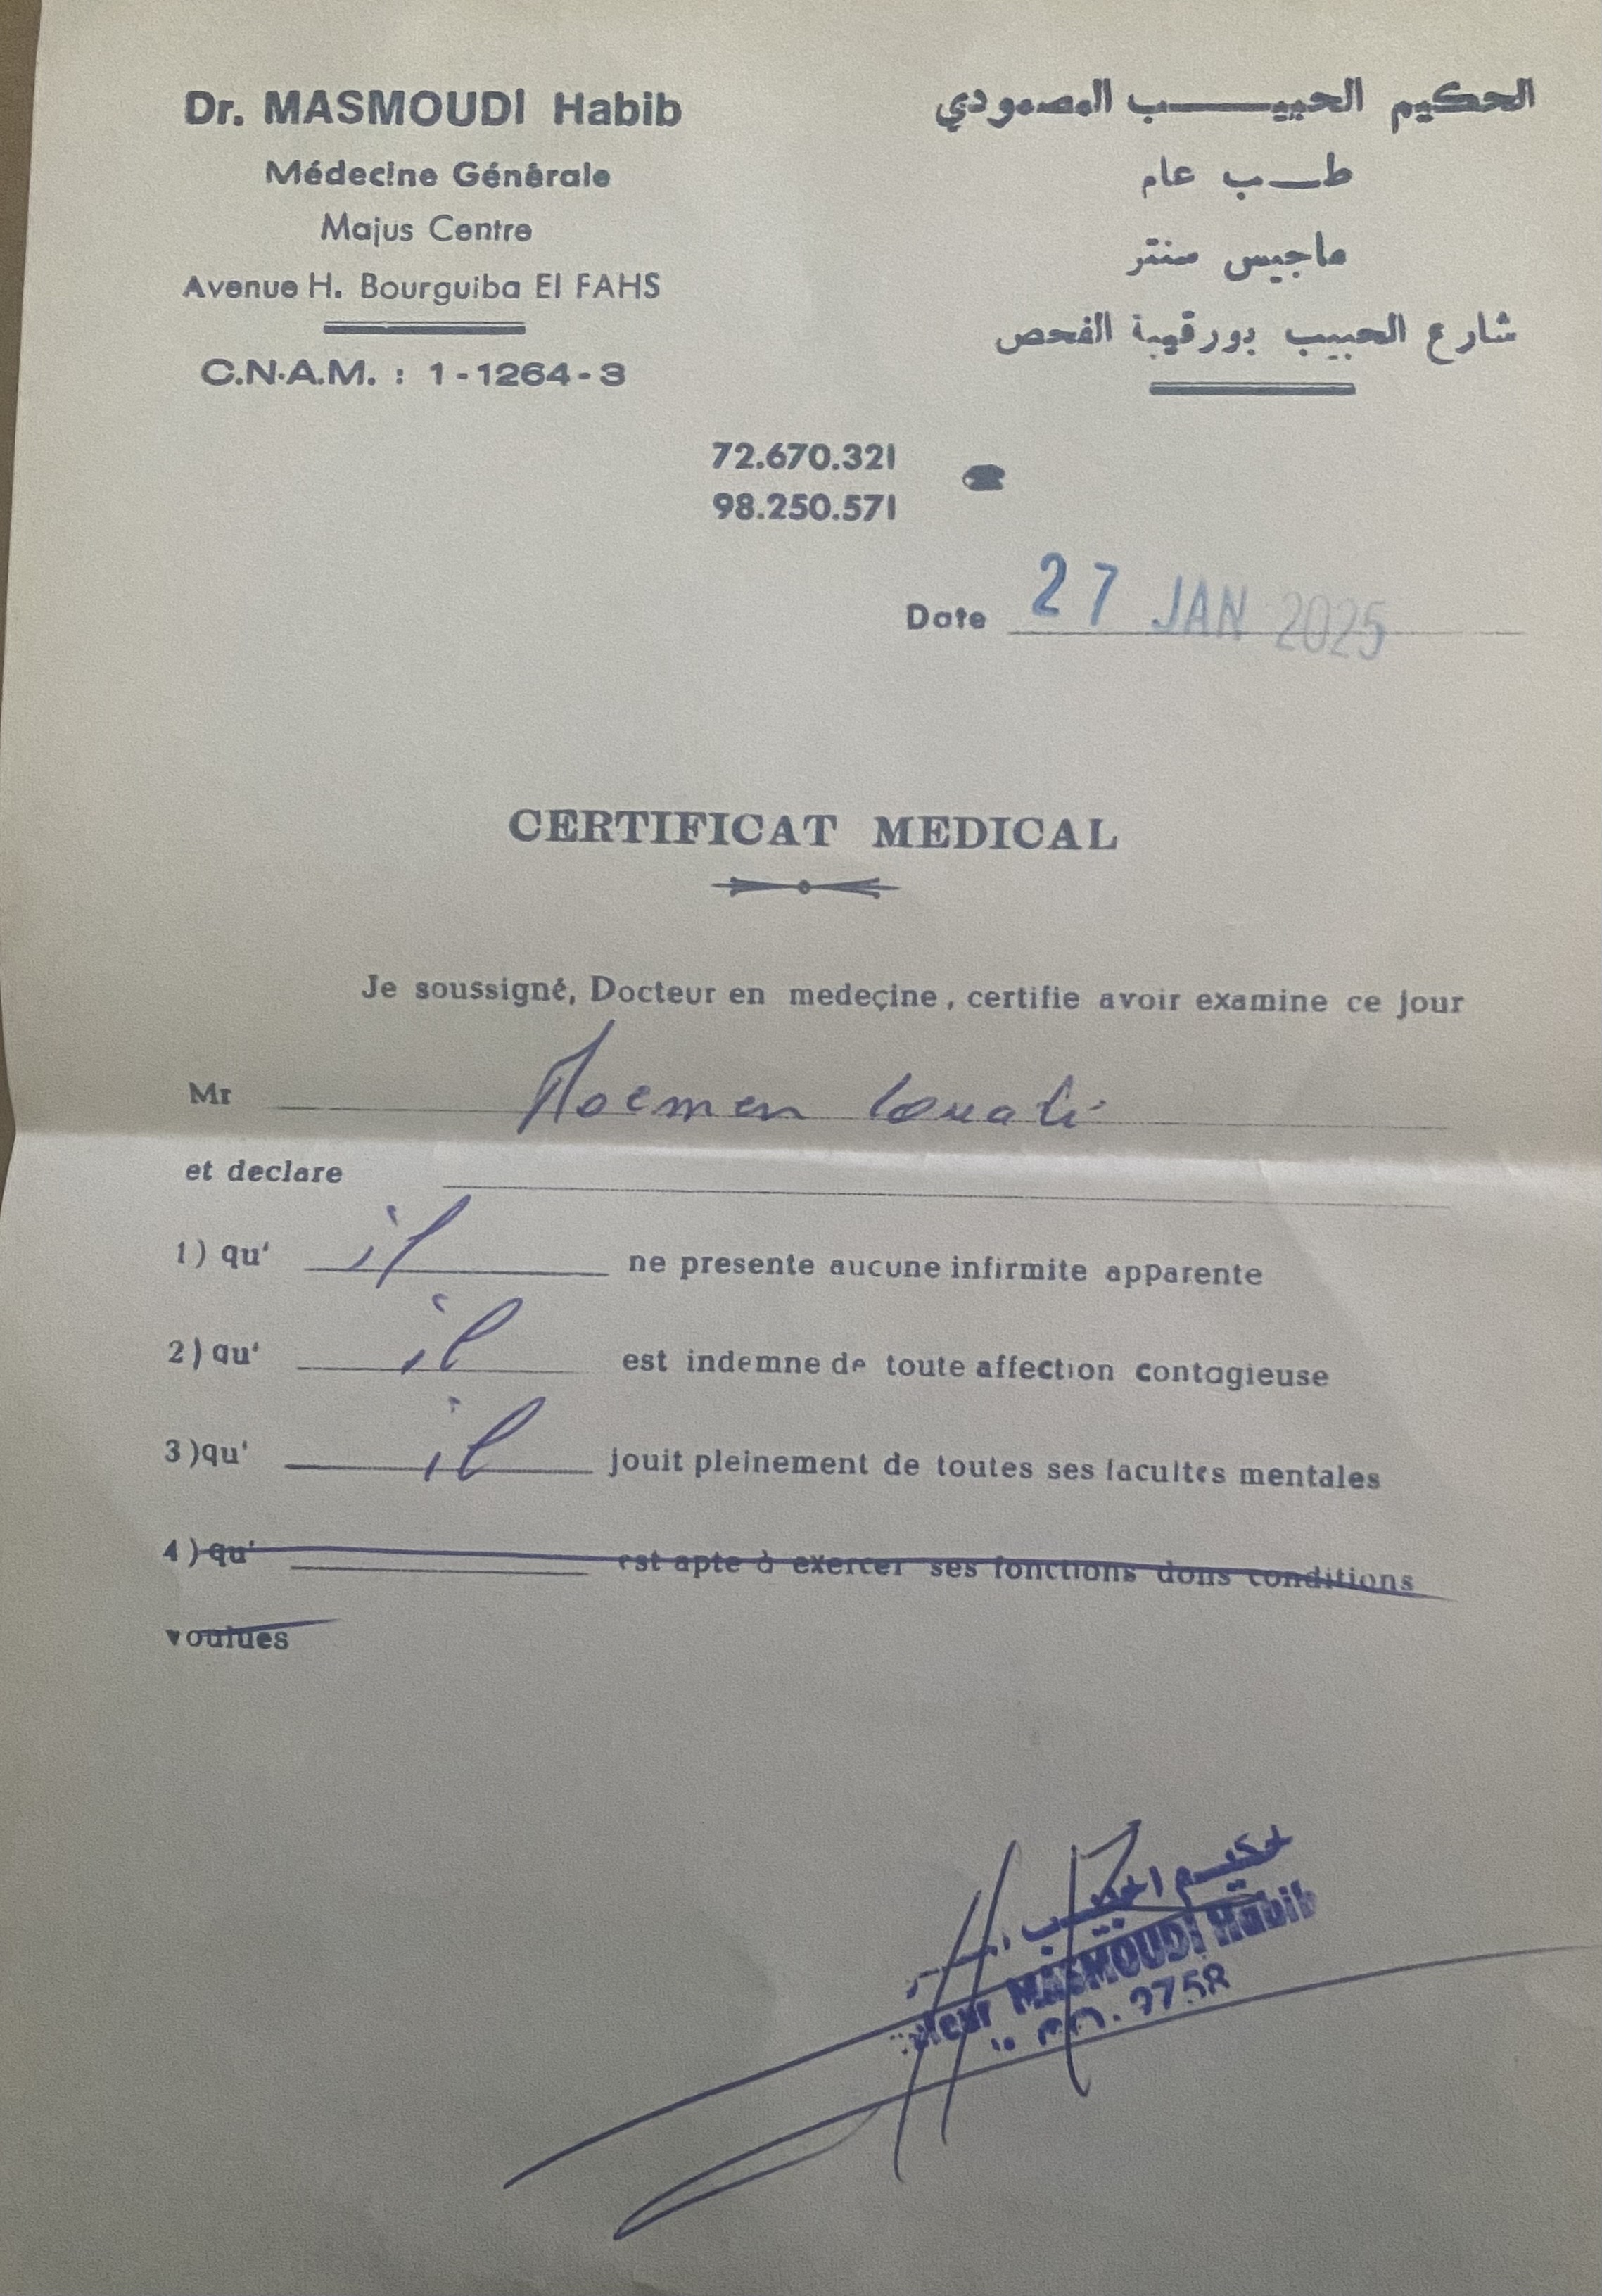 Dr. MASMOUDI Habib
Médecine Générale
Majus Centre
Avenue H. Bourguiba El FAHS
C.N.A.M. : 1-1264-3
الحكيم الحبيب المصمودي
طب عام
ماجيس سنتر
شارع الحبيب بورقيبة الفحص
72.670.321
98.250.571
Date 27 JAN 2025
CERTIFICAT MEDICAL
Je soussigné, Docteur en medeçine, certifie avoir examine ce jour
Mr Moemen Louati
et declare
1) qu' il ne presente aucune infirmite apparente
2) qu' il est indemne de toute affection contagieuse
3) qu' il jouit pleinement de toutes ses facultes mentales
4) qu' est apte à exercer ses fonctions dons conditions
voulues
MASMOUDI Habib